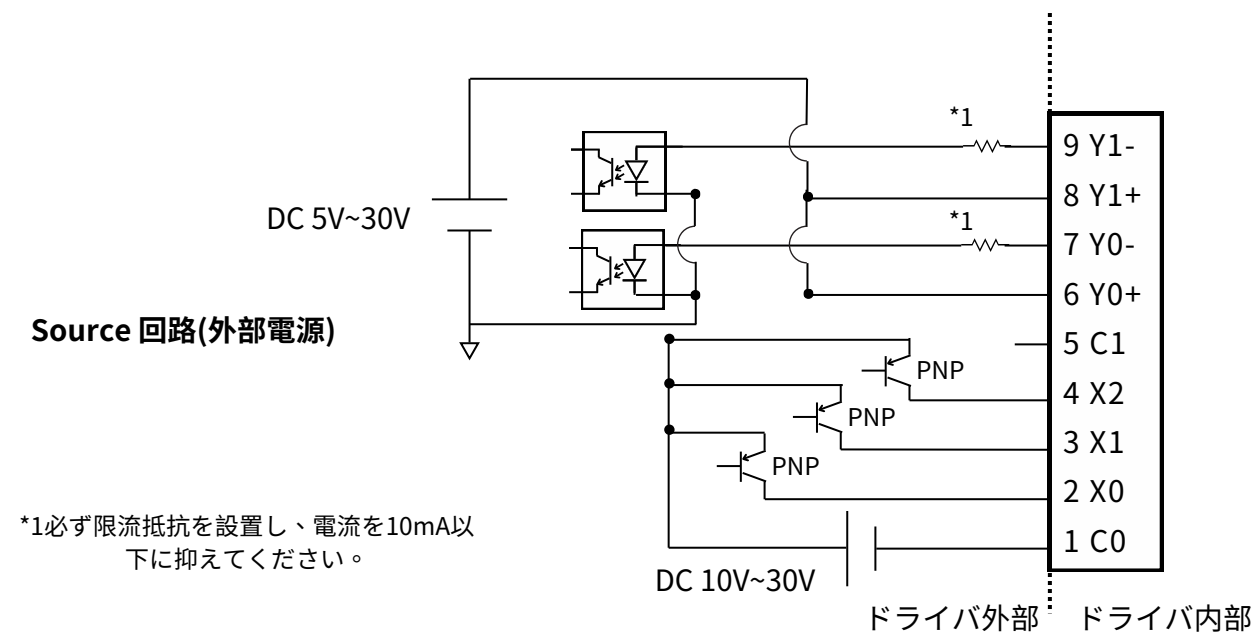 *1
9 Y1-
8 Y1+
DC 5V~30V
*1
7 Y0-
6 Y0+
Source 回路(外部電源)
5 C1
PNP
4 X2
PNP
3 X1
PNP
2 X0
*1必ず限流抵抗を設置し、電流を10mA以
下に抑えてください。
1 C0
DC 10V~30V
ドライバ外部
ドライバ内部